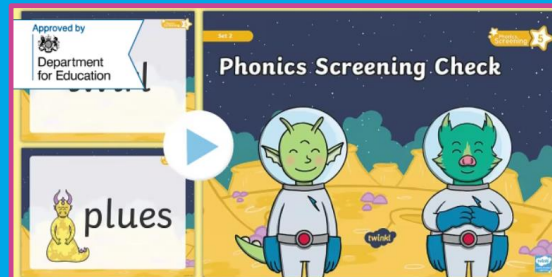 Approved by
Department
for Education
Set 2
Phonics
Screening
5
Phonics Screening Check
plues
twinkl